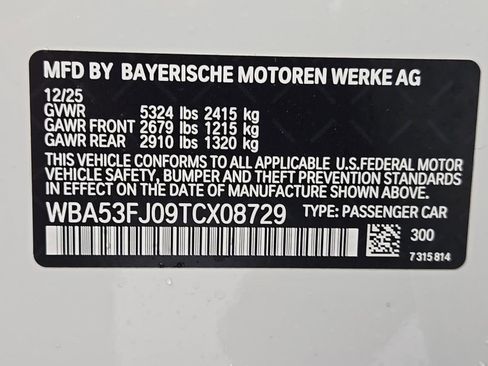 MFD BY BAYERISCHE MOTOREN WERKE AG
12/25
GVWR 5324 lbs 2415 kg
GAWR FRONT 2679 lbs 1215 kg
GAWR REAR 2910 lbs 1320 kg
THIS VEHICLE CONFORMS TO ALL APPLICABLE U.S.FEDERAL MOTOR
VEHICLE SAFETY, BUMPER AND THEFT PREVENTION STANDARDS IN
EFFECT ON THE DATE OF MANUFACTURE SHOWN ABOVE.
WBA53FJ09TCX08729 TYPE: PASSENGER CAR
300
7 315 814